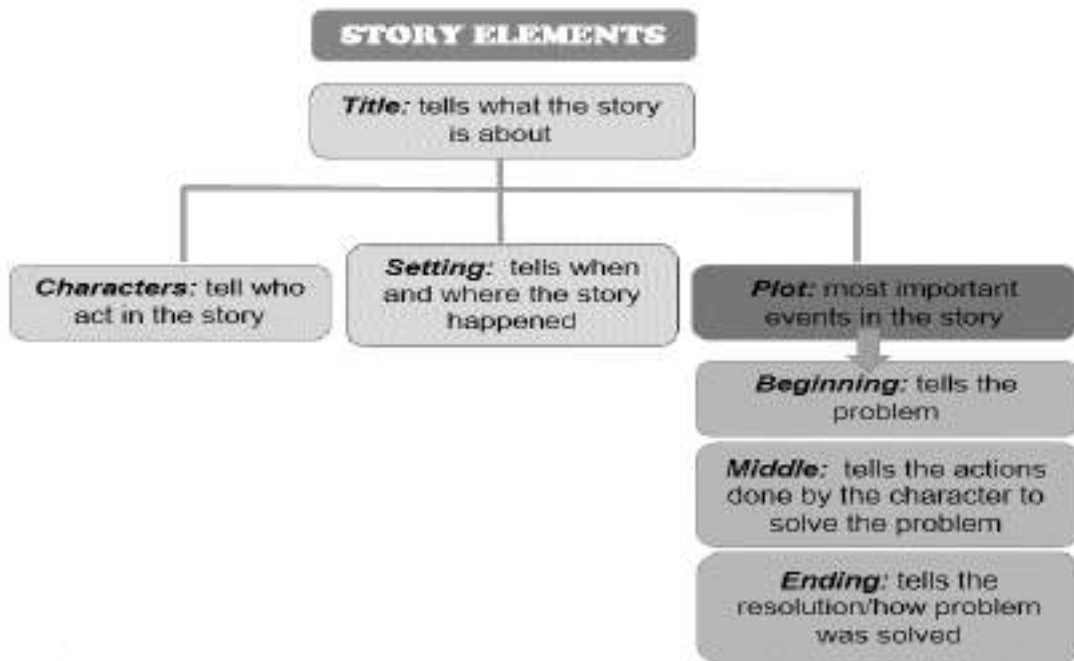 STORY ELEMENTS
Title: tells what the story
is about
Characters: tell who
act in the story
Setting: tells when
and where the story
happened
Plot: most important
events in the story
Beginning: tells the
problem
Middle: tells the actions
done by the character to
solve the problem
Ending: tells the
resolution/how problem
was solved